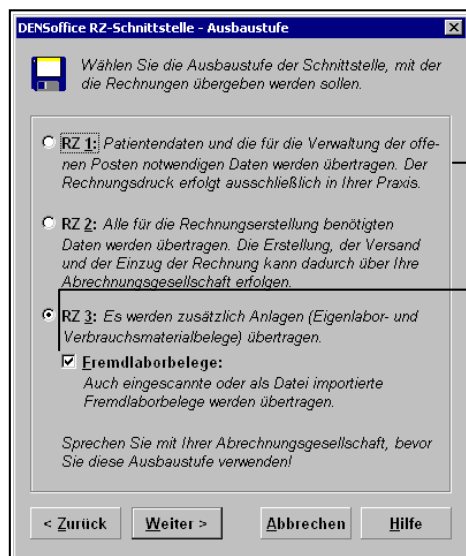 DENSoffice RZ-Schnittstelle - Ausbaustufe
Wählen Sie die Ausbaustufe der Schnittstelle, mit der
die Rechnungen übergeben werden sollen.
RZ 1: Patientendaten und die für die Verwaltung der offe-
nen Posten notwendigen Daten werden übertragen. Der
Rechnungsdruck erfolgt ausschließlich in Ihrer Praxis.
RZ 2: Alle für die Rechnungserstellung benötigten
Daten werden übertragen. Die Erstellung, der Versand
und der Einzug der Rechnung kann dadurch über Ihre
Abrechnungsgesellschaft erfolgen.
RZ 3: Es werden zusätzlich Anlagen (Eigenlabor- und
Verbrauchsmaterialbelege) übertragen.
Fremdlaborbelege:
Auch eingescannte oder als Datei importierte
Fremdlaborbelege werden übertragen.
Sprechen Sie mit Ihrer Abrechnungsgesellschaft, bevor
Sie diese Ausbaustufe verwenden!
< Zurück Weiter > Abbrechen Hilfe